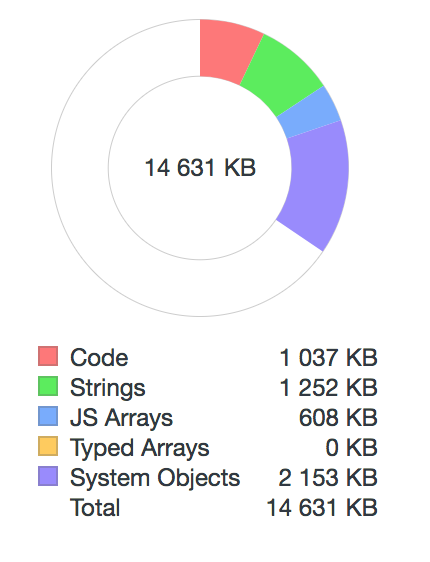 14 631 KB
Code 1 037 KB
Strings 1 252 KB
JS Arrays 608 KB
Typed Arrays 0 KB
System Objects 2 153 KB
Total 14 631 KB